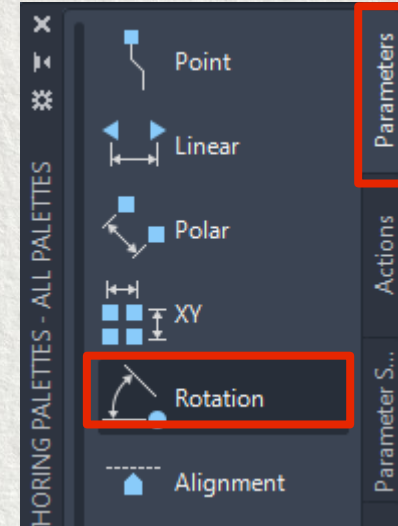 Point
Linear
Polar
XY
Rotation
Alignment
Parameters
Actions
Parameter S...
HORING PALETTES - ALL PALETTES